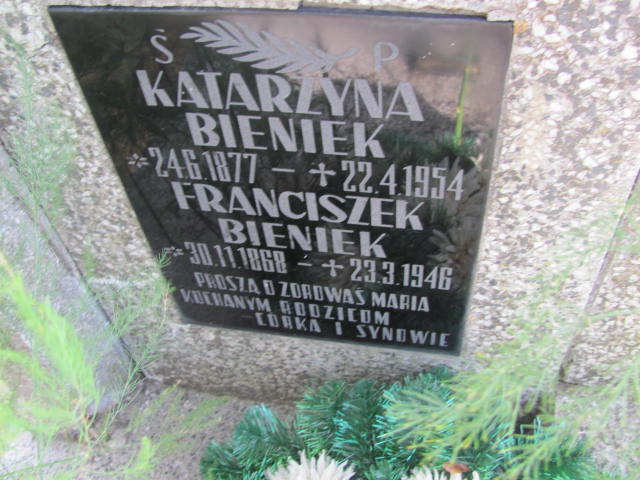 Ś P
KATARZYNA
BIENIEK
*24.6.1877 – +22.4.1954
FRANCISZEK
BIENIEK
*30.11.1868 – +23.3.1946
PROSZĄ O ZDROWAŚ MARIA
KOCHANYM RODZICOM
CÓRKA I SYNOWIE